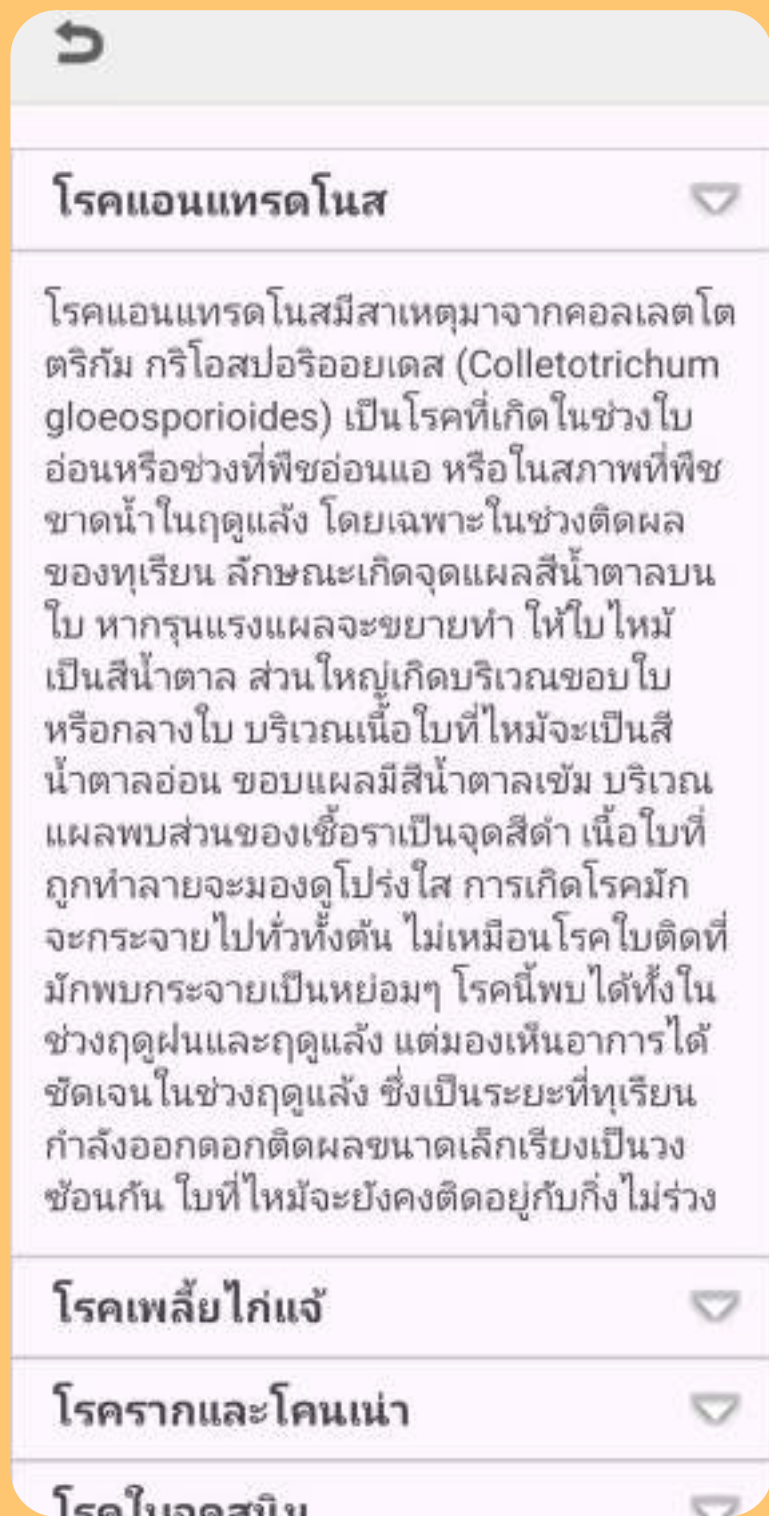 โรคแอนแทรดโนส
โรคแอนแทรดโนสมีสาเหตุมาจากคอลเลตโต
ตริกัม กริโอสปอริออยเดส (Colletotrichum
gloeosporioides) เป็นโรคที่เกิดในช่วงใบ
อ่อนหรือช่วงที่พืชอ่อนแอ หรือในสภาพที่พืช
ขาดน้ำในฤดูแล้ง โดยเฉพาะในช่วงติดผล
ของทุเรียน ลักษณะเกิดจุดแผลสีน้ำตาลบน
ใบ หากรุนแรงแผลจะขยายทำ ให้ใบไหม้
เป็นสีน้ำตาล ส่วนใหญ่เกิดบริเวณขอบใบ
หรือกลางใบ บริเวณเนื้อใบที่ไหม้จะเป็นสี
น้ำตาลอ่อน ขอบแผลมีสีน้ำตาลเข้ม บริเวณ
แผลพบส่วนของเชื้อราเป็นจุดสีดำ เนื้อใบที่
ถูกทำลายจะมองดูโปร่งใส การเกิดโรคมัก
จะกระจายไปทั่วทั้งต้น ไม่เหมือนโรคใบติดที่
มักพบกระจายเป็นหย่อมๆ โรคนี้พบได้ทั้งใน
ช่วงฤดูฝนและฤดูแล้ง แต่มองเห็นอาการได้
ชัดเจนในช่วงฤดูแล้ง ซึ่งเป็นระยะที่ทุเรียน
กำลังออกดอกติดผลขนาดเล็กเรียงเป็นวง
ซ้อนกัน ใบที่ไหม้จะยังคงติดอยู่กับกิ่งไม่ร่วง
โรคเพลี้ยไก่แจ้
โรครากและโคนเน่า
โรคใบจุดสนิม